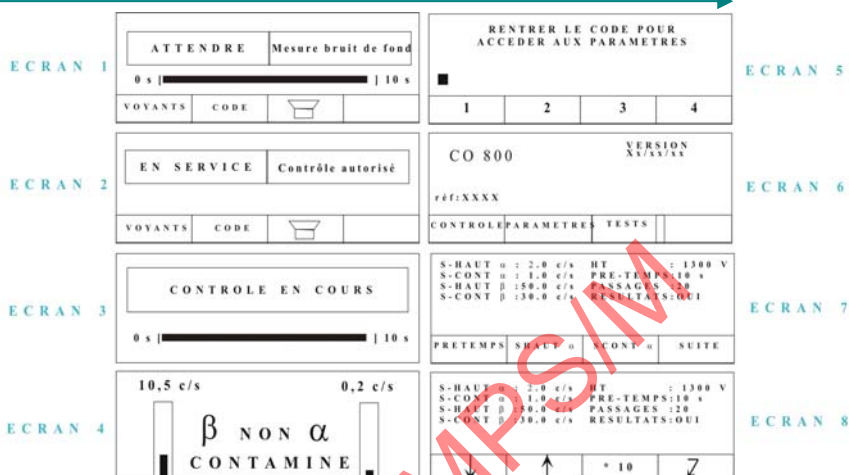 ECRAN 1
ATTENDRE Mesure bruit de fond
0 s | | 10 s
VOYANTS CODE
ECRAN 2
EN SERVICE Contrôle autorisé
VOYANTS CODE
ECRAN 3
CONTROLE EN COURS
0 s | | 10 s
ECRAN 4
10,5 c/s 0,2 c/s
β NON α
CONTAMINE
RENTRER LE CODE POUR
ACCEDER AUX PARAMETRES
1 2 3 4
ECRAN 5
CO 800 VERSION
Xx/xx/xx
réf:XXXX
CONTROLE PARAMETRES TESTS
ECRAN 6
S-HAUT α : 2.0 c/s HT : 1300 V
S-CONT α : 1.0 c/s PRE-TEMPS:10 s
S-HAUT β :50.0 c/s PASSAGES :20
S-CONT β :30.0 c/s RESULTATS:OUI
PRETEMPS SHAUT α SCONT α SUITE
ECRAN 7
S-HAUT α : 2.0 c/s HT : 1300 V
S-CONT α : 1.0 c/s PRE-TEMPS:10 s
S-HAUT β :50.0 c/s PASSAGES :20
S-CONT β :30.0 c/s RESULTATS:OUI
↓ ↑ * 10
ECRAN 8
MPS/M